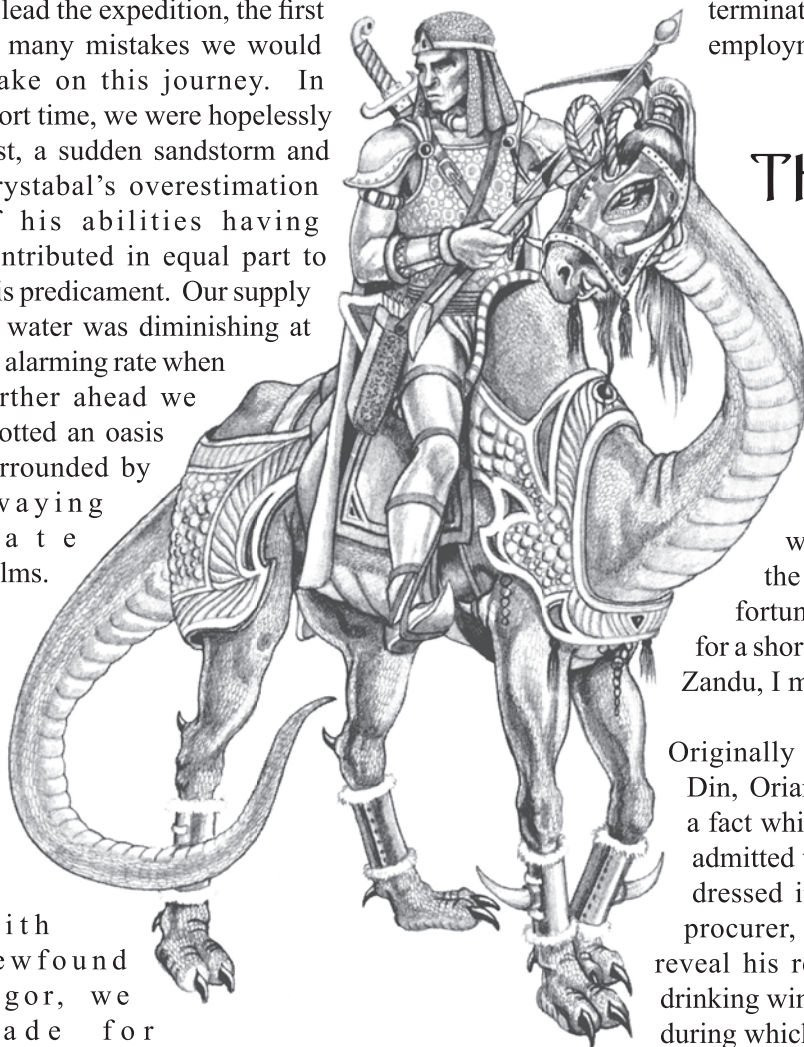 lead the expedition, the first
many mistakes we would
ake on this journey. In
ort time, we were hopelessly
st, a sudden sandstorm and
rystabal's overestimation
f his abilities having
ntributed in equal part to
is predicament. Our supply
water was diminishing at
alarming rate when
rther ahead we
otted an oasis
rrounded by
waying
ate
lms.
ith
ewfound
gor, we
ade for
terminat
employm
TH
w
the
fortun
for a shor
Zandu, I m
Originally
Din, Oriar
a fact whi
admitted
dressed i
procurer,
reveal his re
drinking win
during which